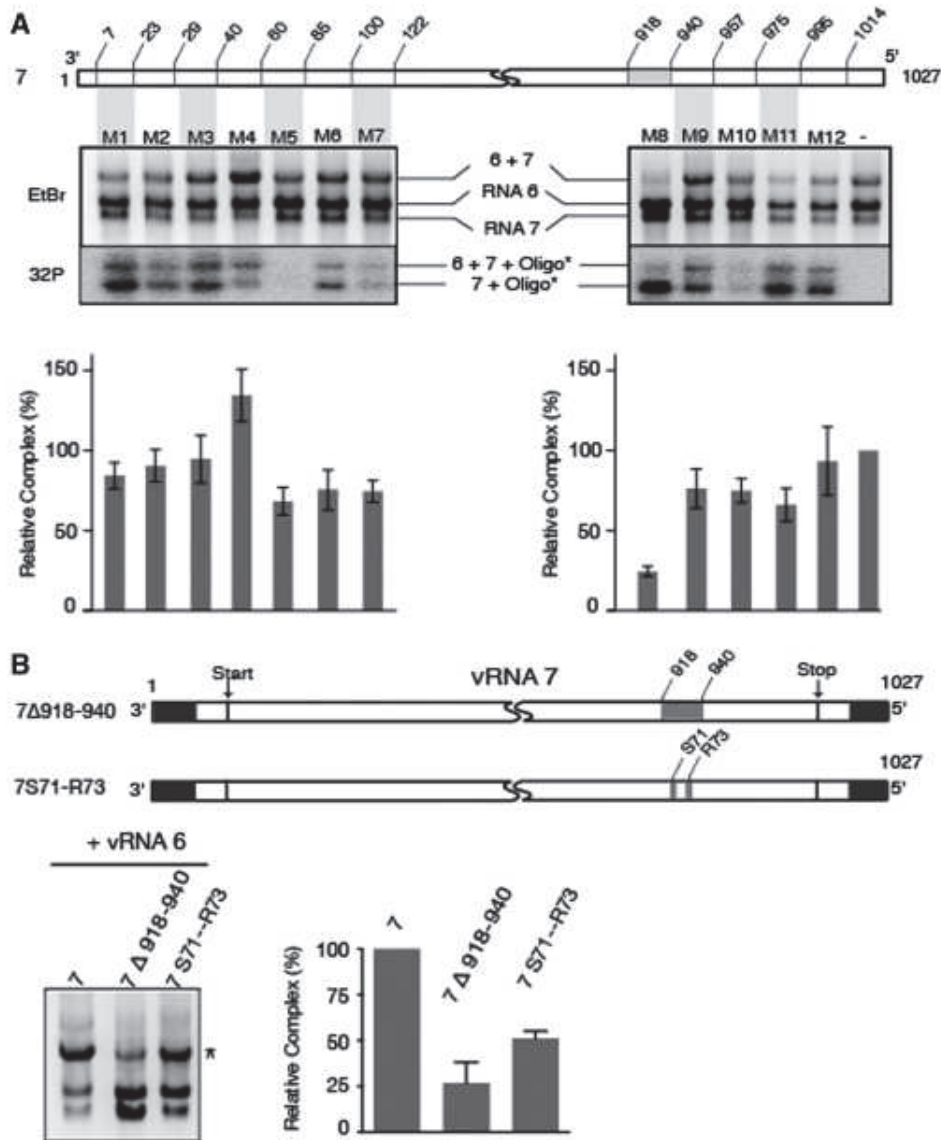 A
7 23 29 40 60 85 100 122 918 940 957 975 995 1014
3' 5'
7 1 1027
M1 M2 M3 M4 M5 M6 M7 M8 M9 M10 M11 M12 -
EtBr
6 + 7
RNA 6
RNA 7
32P
6 + 7 + Oligo*
7 + Oligo*
Relative Complex (%)
150
100
50
0
Relative Complex (%)
150
100
50
0
B
1 Start vRNA 7 918 940 Stop 1027
7Δ918-940 3' 5'
S71 R73 1027
7S71-R73 3' 5'
+ vRNA 6
7 7 Δ 918-940 7 S71--R73
*
Relative Complex (%)
100
75
50
25
0
7 7 Δ 918-940 7 S71--R73